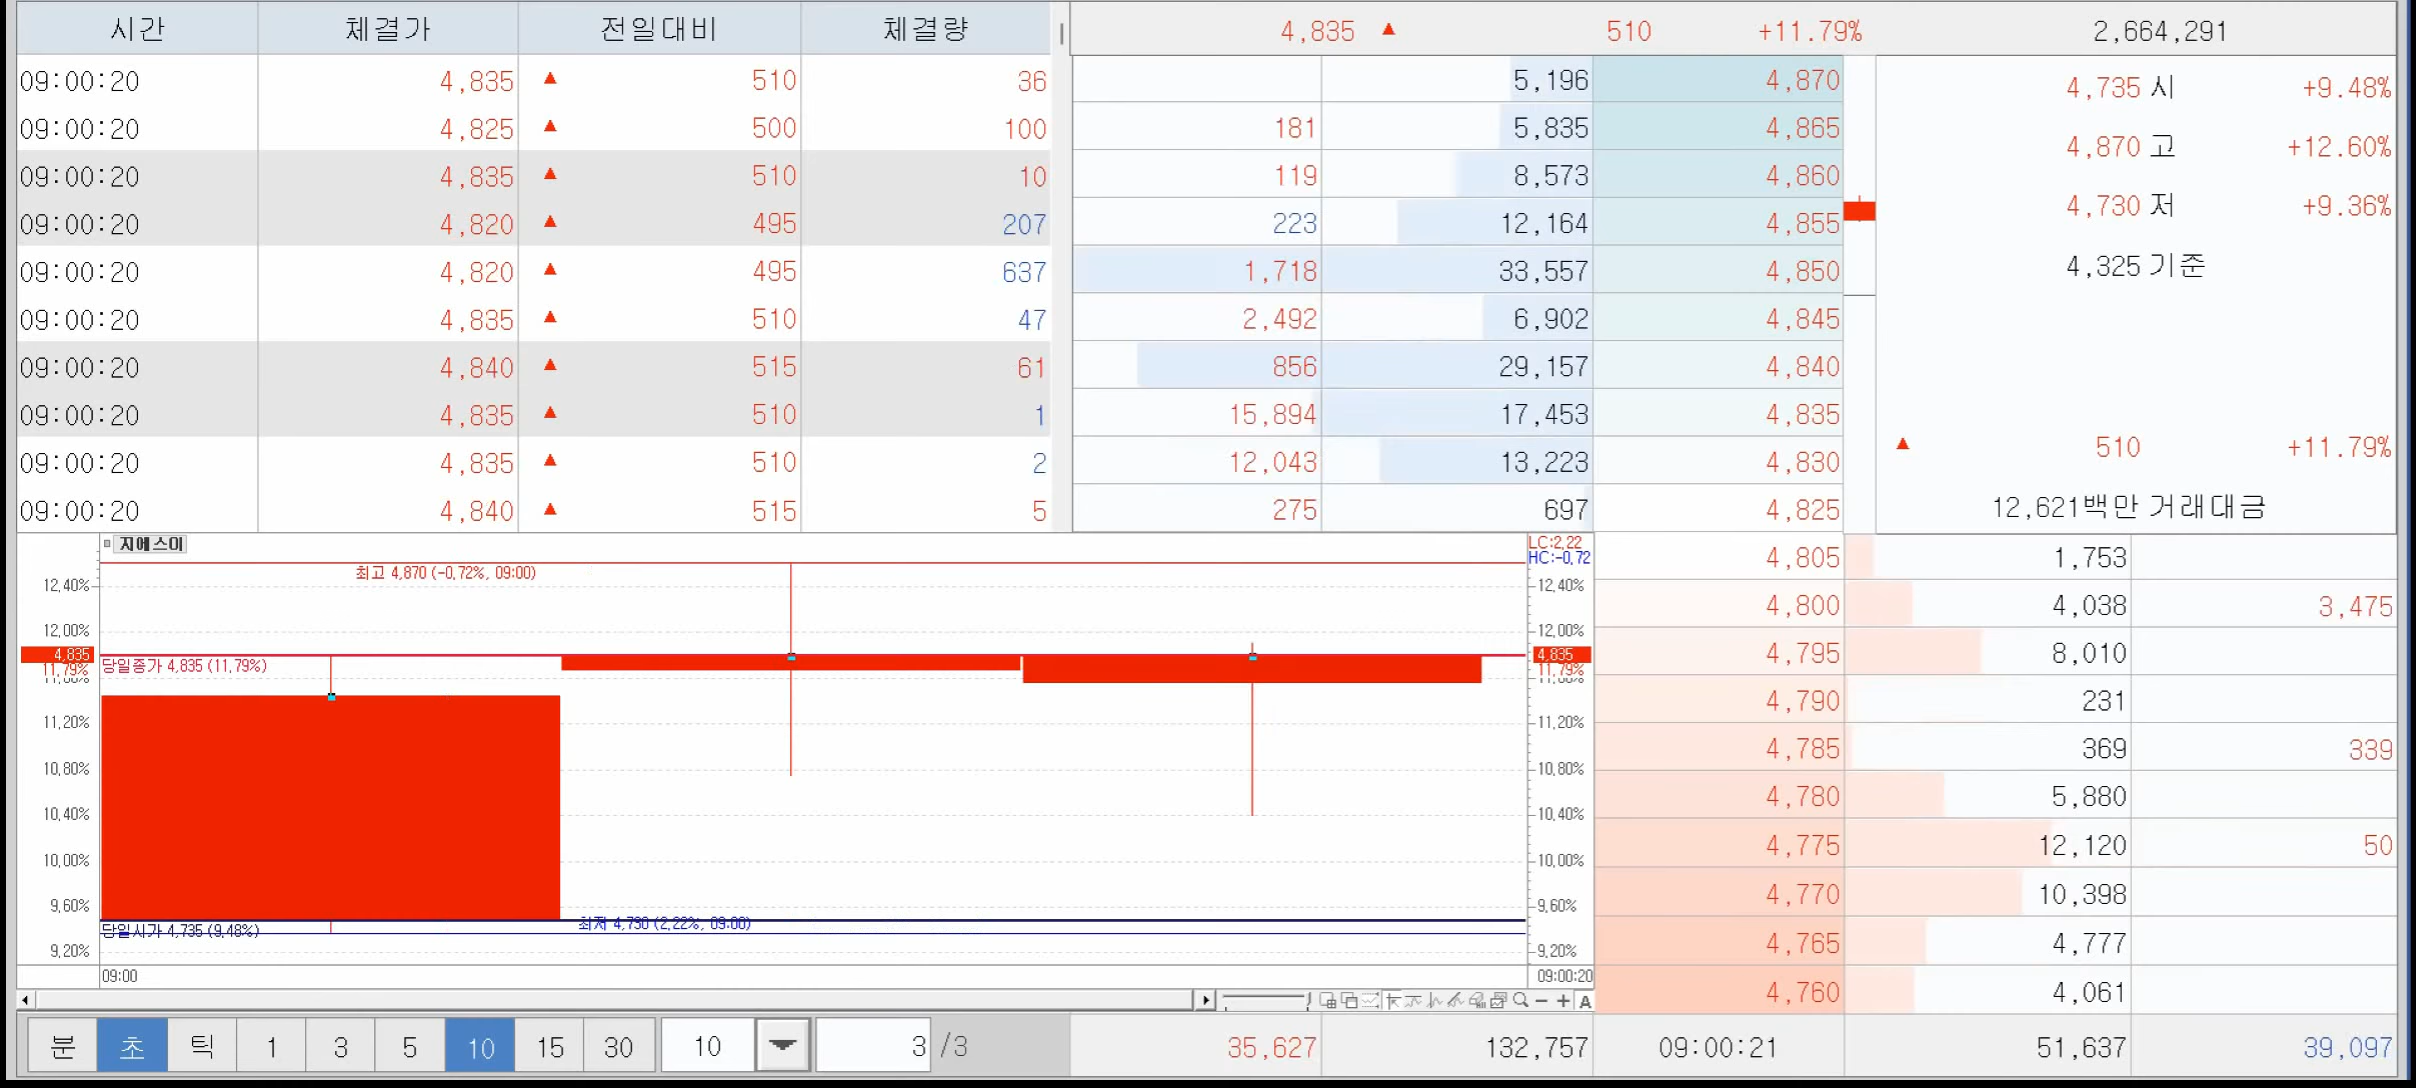 시간 체결가 전일대비 체결량
09:00:20 4,835 ▲ 510 36
09:00:20 4,825 ▲ 500 100
09:00:20 4,835 ▲ 510 10
09:00:20 4,820 ▲ 495 207
09:00:20 4,820 ▲ 495 637
09:00:20 4,835 ▲ 510 47
09:00:20 4,840 ▲ 515 61
09:00:20 4,835 ▲ 510 1
09:00:20 4,835 ▲ 510 2
09:00:20 4,840 ▲ 515 5
4,835 ▲ 510 +11.79% 2,664,291
5,196 4,870
181 5,835 4,865
119 8,573 4,860
223 12,164 4,855
1,718 33,557 4,850
2,492 6,902 4,845
856 29,157 4,840
15,894 17,453 4,835
12,043 13,223 4,830
275 697 4,825
4,735 시 +9.48%
4,870 고 +12.60%
4,730 저 +9.36%
4,325 기준
▲ 510 +11.79%
12,621백만 거래대금
4,805 1,753
4,800 4,038 3,475
4,795 8,010
4,790 231
4,785 369 339
4,780 5,880
4,775 12,120 50
4,770 10,398
4,765 4,777
4,760 4,061
35,627 132,757 09:00:21 51,637 39,097
지에스이
LC:2.22
HC:-0.72
최고 4,870 (-0.72%, 09:00)
12.40% 12.40%
12.00% 12.00%
4,835 4,835
당일종가 4,835 (11.79%)
11.79% 11.79%
11.20% 11.20%
10.80% 10.80%
10.40% 10.40%
10.00% 10.00%
9.60% 9.60%
최저 4,730 (2.22%, 09:00)
당일시가 4,735 (9.48%)
9.20% 9.20%
09:00 09:00:20
A
분 초 틱 1 3 5 10 15 30 10 3 /3